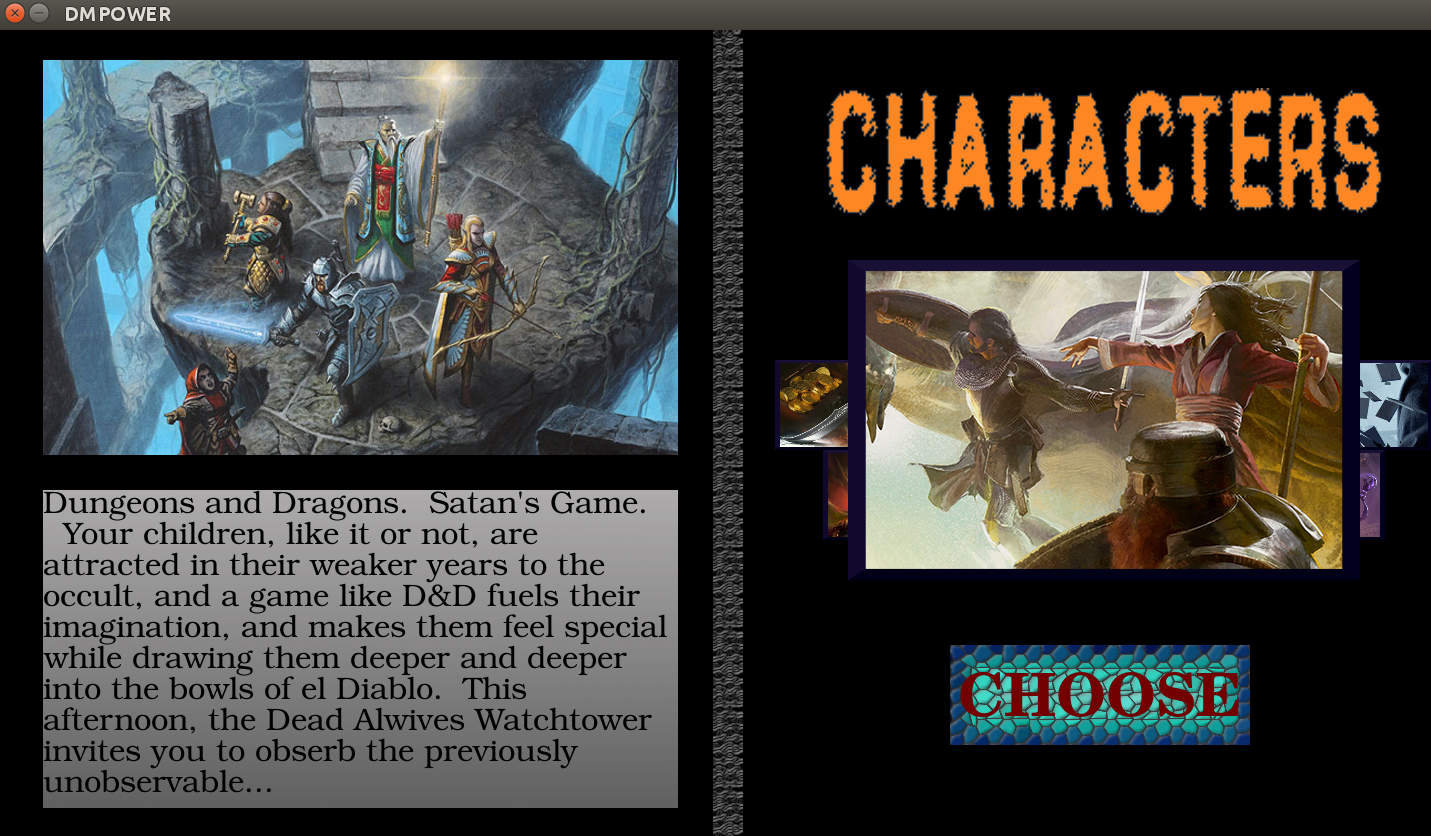 DMPOWER
Dungeons and Dragons.  Satan's Game.
Your children, like it or not, are
attracted in their weaker years to the
occult, and a game like D&D fuels their
imagination, and makes them feel special
while drawing them deeper and deeper
into the bowls of el Diablo.  This
afternoon, the Dead Alwives Watchtower
invites you to obserb the previously
unobservable...
CHARACTERS
CHOOSE